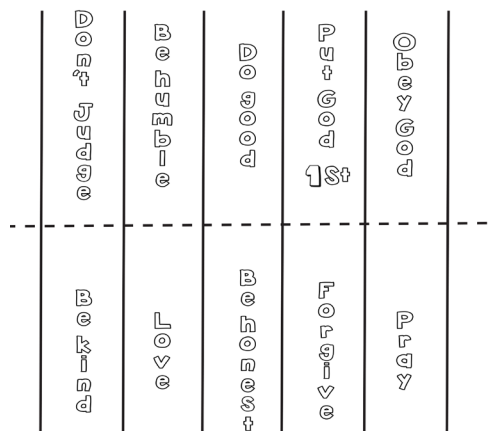 Don't Judge
Be humble
Do good
Put God
1St
Obey God
Be kind
Love
Be honest
Forgive
Pray